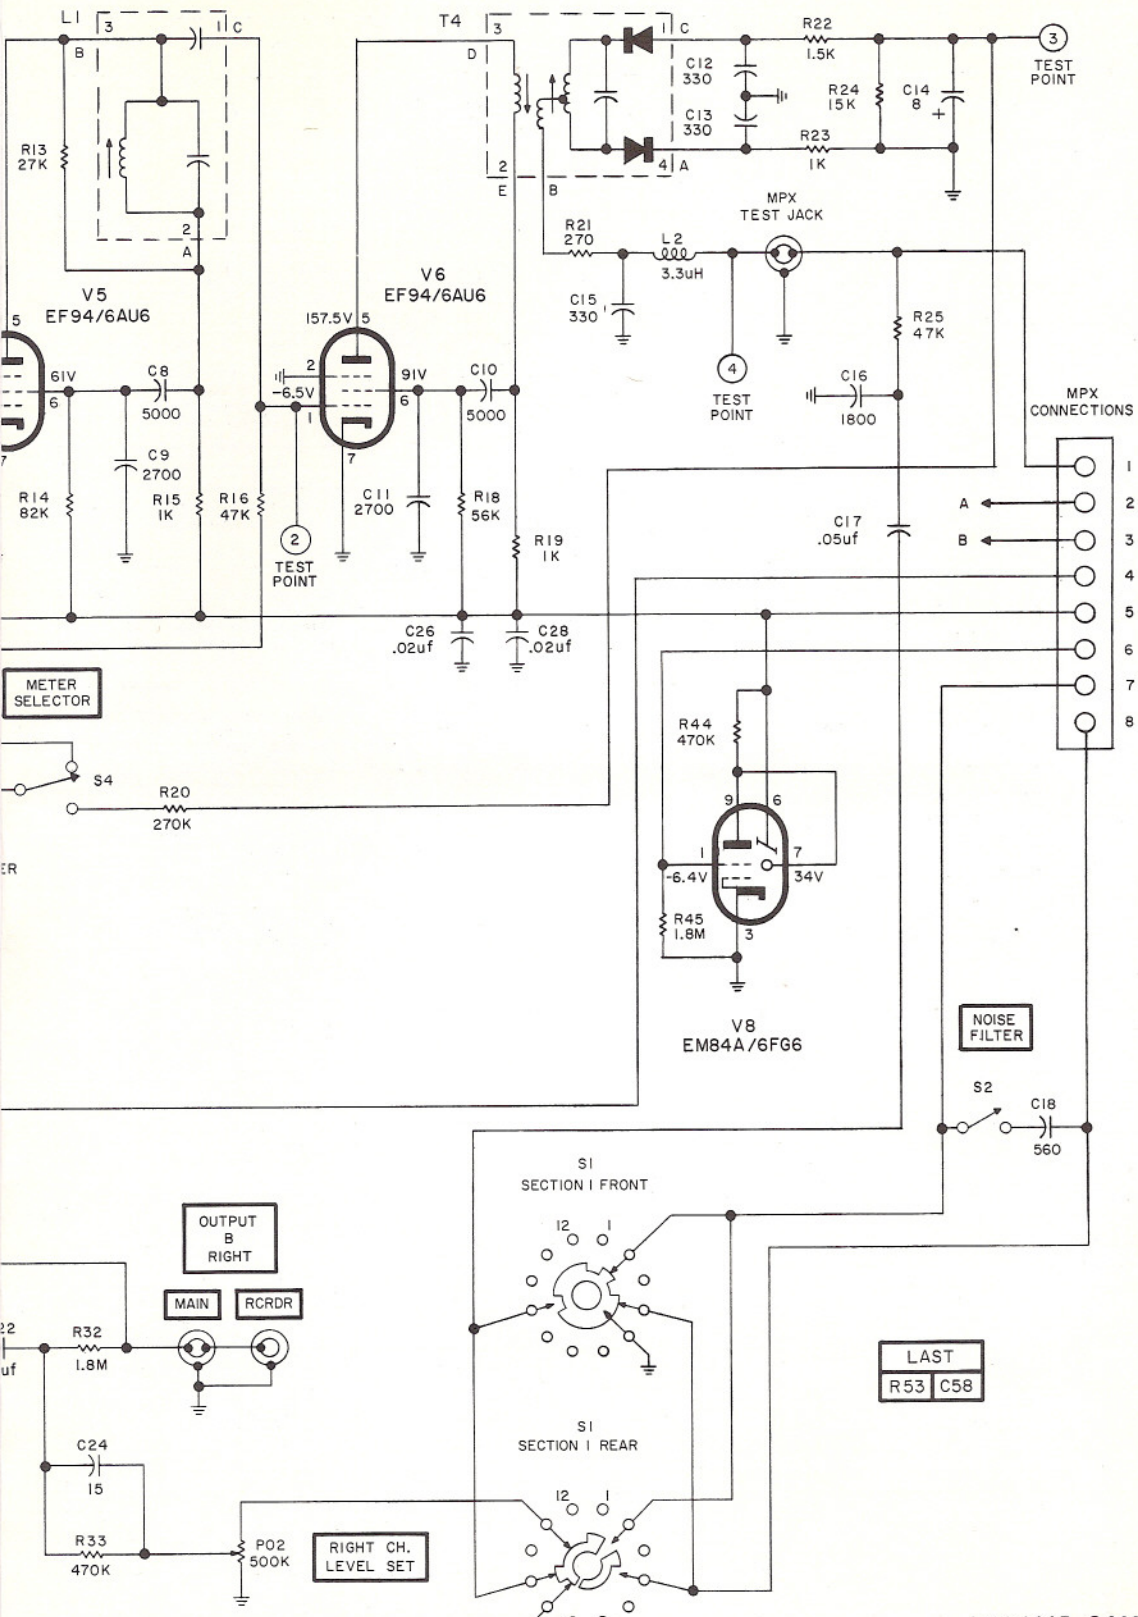 L1
3
1
C
B
R13
27K
2
A
T4
3
D
1
C
2
E
B
4
A
C12
330
C13
330
R22
1.5K
R24
15K
C14
8
+
R23
1K
3
TEST
POINT
MPX
TEST JACK
R21
270
L2
3.3uH
C15
330
4
TEST
POINT
R25
47K
C16
1800
V5
EF94/6AU6
5
61V
6
7
C8
5000
C9
2700
R14
82K
R15
1K
R16
47K
V6
EF94/6AU6
157.5V
5
2
-6.5V
1
91V
6
7
C10
5000
C11
2700
R18
56K
R19
1K
2
TEST
POINT
C26
.02uf
C28
.02uf
C17
.05uf
MPX
CONNECTIONS
1
A
2
B
3
4
5
6
7
8
METER
SELECTOR
S4
R20
270K
ER
R44
470K
9
6
1
-6.4V
7
34V
R45
1.8M
3
V8
EM84A/6FG6
NOISE
FILTER
S2
C18
560
S1
SECTION 1 FRONT
12
1
OUTPUT
B
RIGHT
MAIN
RCRDR
22
uf
R32
1.8M
LAST
R53
C58
S1
SECTION 1 REAR
12
1
C24
15
R33
470K
PO2
500K
RIGHT CH.
LEVEL SET